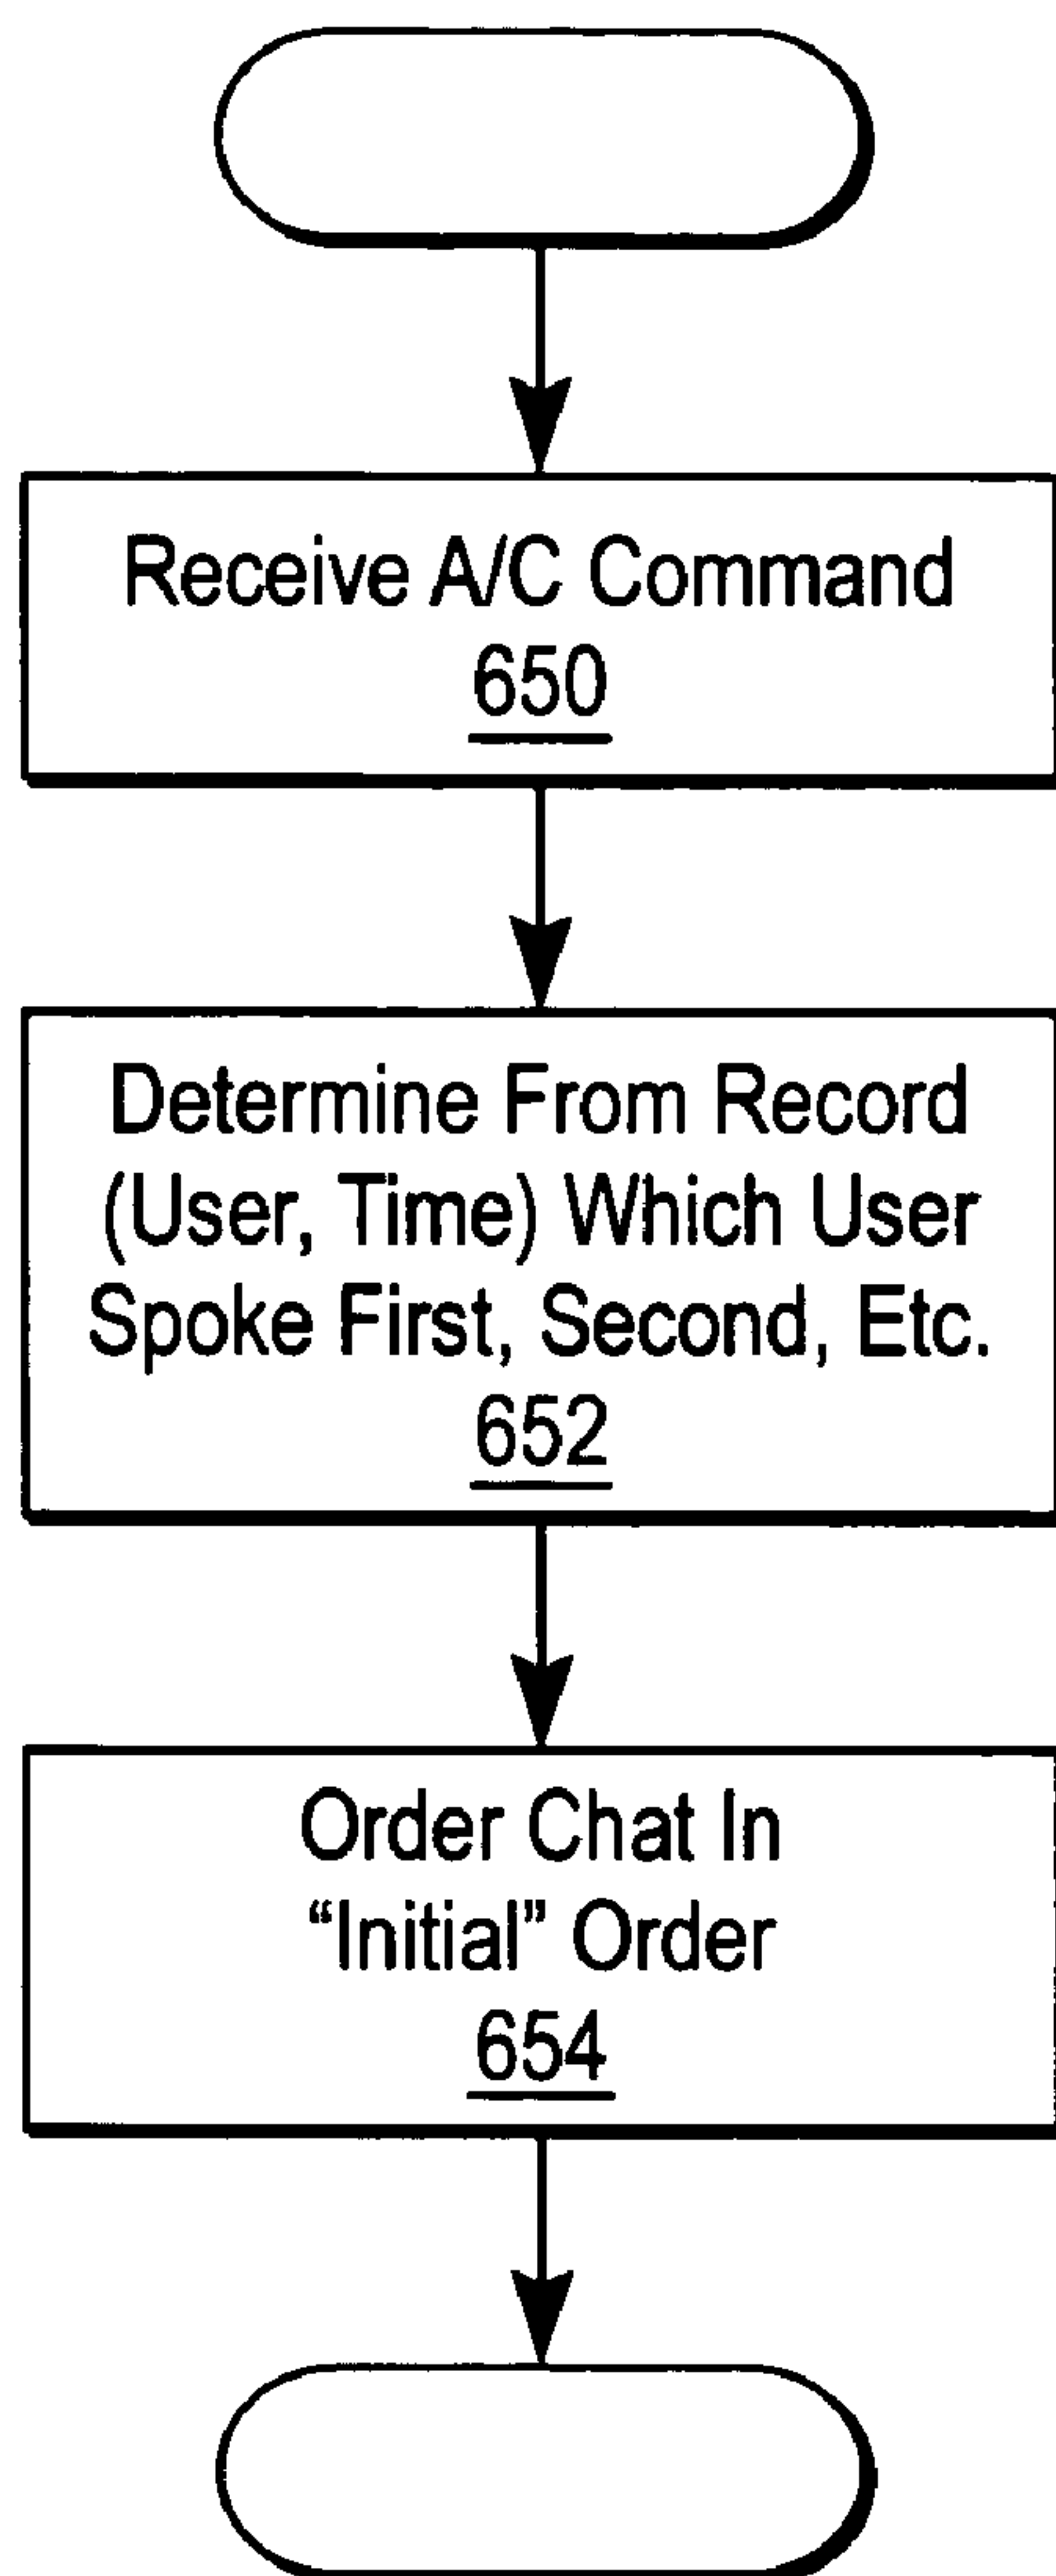 Receive A/C Command
650
Determine From Record
(User, Time) Which User
Spoke First, Second, Etc.
652
Order Chat In
“Initial” Order
654